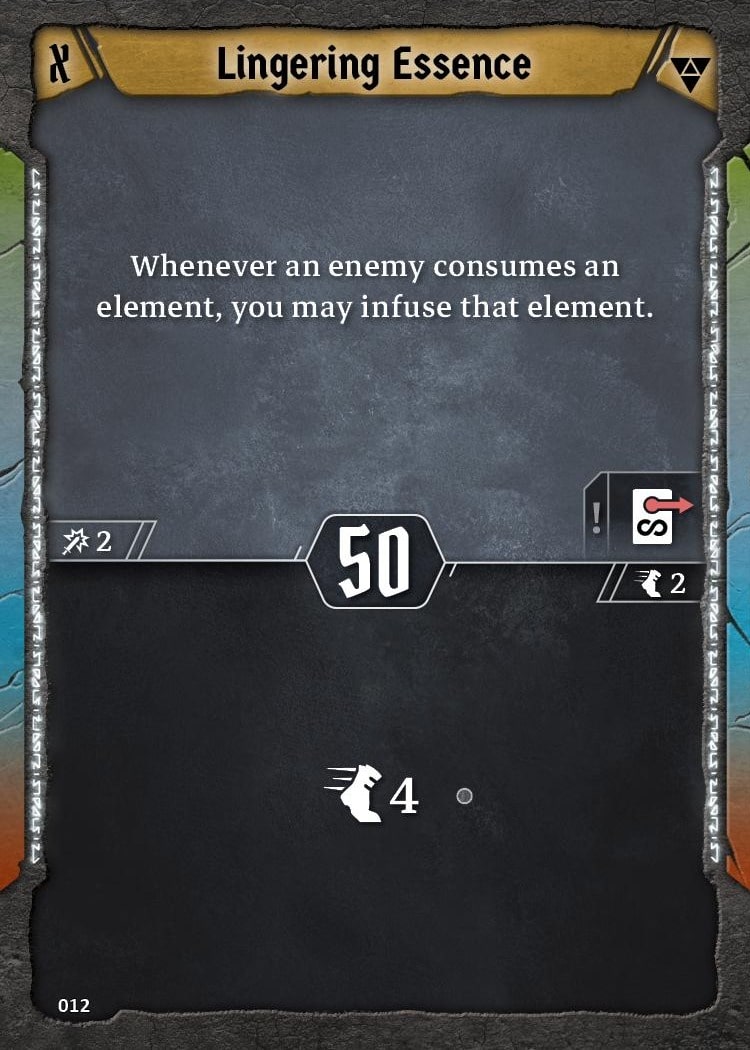 א Lingering Essence
Whenever an enemy consumes an
element, you may infuse that element.
!
2
50
2
4
012